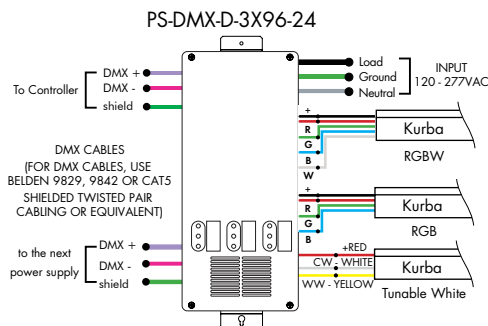 PS-DMX-D-3X96-24
To Controller
DMX +
DMX -
shield
Load
Ground
Neutral
INPUT
120 - 277VAC
DMX CABLES
(FOR DMX CABLES, USE
BELDEN 9829, 9842 OR CAT5
SHIELDED TWISTED PAIR
CABLING OR EQUIVALENT)
+
R
G
B
W
Kurba
RGBW
+
R
G
B
Kurba
RGB
to the next
power supply
DMX +
DMX -
shield
+RED
CW - WHITE
WW - YELLOW
Kurba
Tunable White